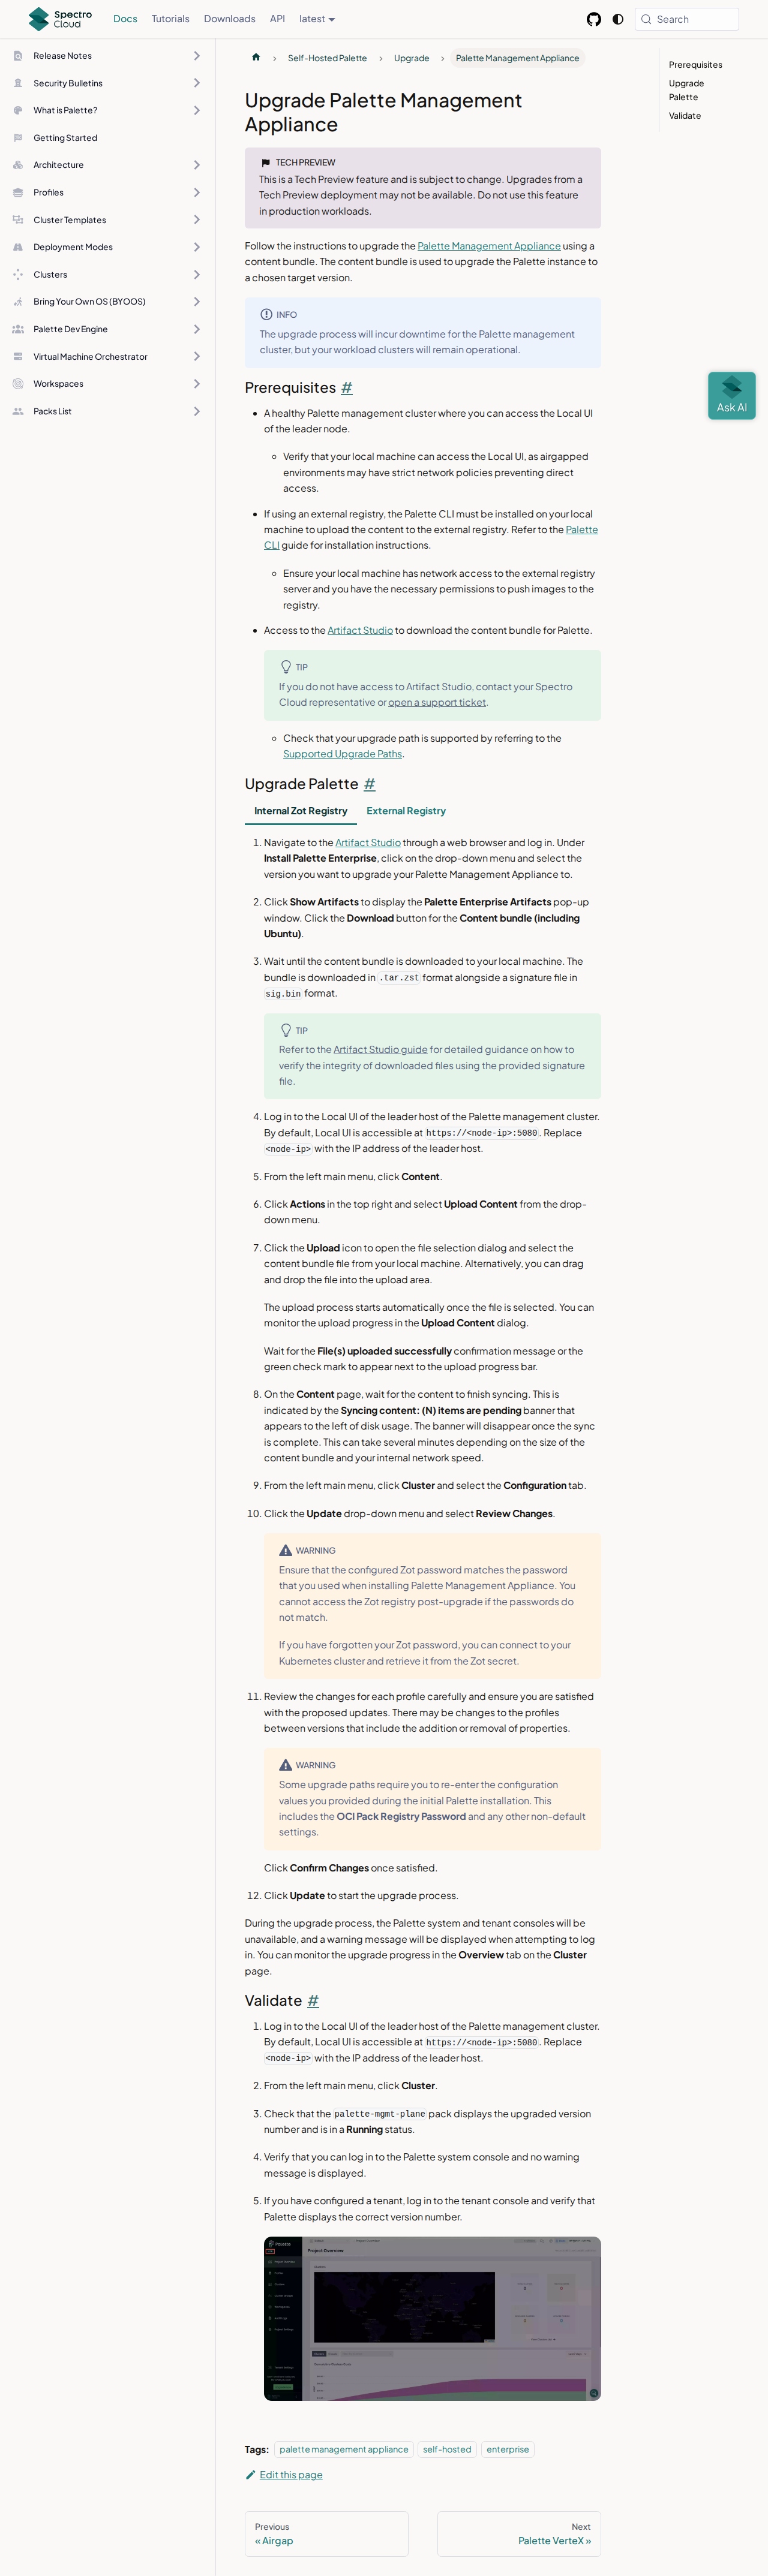 Spectro Cloud
Docs
Tutorials
Downloads
API
latest
Search
Release Notes
Security Bulletins
What is Palette?
Getting Started
Architecture
Profiles
Cluster Templates
Deployment Modes
Clusters
Bring Your Own OS (BYOOS)
Palette Dev Engine
Virtual Machine Orchestrator
Workspaces
Packs List
Self-Hosted Palette
Upgrade
Palette Management Appliance
Upgrade Palette Management
Appliance
TECH PREVIEW
This is a Tech Preview feature and is subject to change. Upgrades from a
Tech Preview deployment may not be available. Do not use this feature
in production workloads.
Follow the instructions to upgrade the Palette Management Appliance using a
content bundle. The content bundle is used to upgrade the Palette instance to
a chosen target version.
INFO
The upgrade process will incur downtime for the Palette management
cluster, but your workload clusters will remain operational.
Prerequisites #
A healthy Palette management cluster where you can access the Local UI
of the leader node.
Verify that your local machine can access the Local UI, as airgapped
environments may have strict network policies preventing direct
access.
If using an external registry, the Palette CLI must be installed on your local
machine to upload the content to the external registry. Refer to the Palette
CLI guide for installation instructions.
Ensure your local machine has network access to the external registry
server and you have the necessary permissions to push images to the
registry.
Access to the Artifact Studio to download the content bundle for Palette.
TIP
If you do not have access to Artifact Studio, contact your Spectro
Cloud representative or open a support ticket.
Check that your upgrade path is supported by referring to the
Supported Upgrade Paths.
Upgrade Palette #
Internal Zot Registry
External Registry
1. Navigate to the Artifact Studio through a web browser and log in. Under
Install Palette Enterprise, click on the drop-down menu and select the
version you want to upgrade your Palette Management Appliance to.
2. Click Show Artifacts to display the Palette Enterprise Artifacts pop-up
window. Click the Download button for the Content bundle (including
Ubuntu).
3. Wait until the content bundle is downloaded to your local machine. The
bundle is downloaded in .tar.zst format alongside a signature file in
sig.bin format.
TIP
Refer to the Artifact Studio guide for detailed guidance on how to
verify the integrity of downloaded files using the provided signature
file.
4. Log in to the Local UI of the leader host of the Palette management cluster.
By default, Local UI is accessible at https://<node-ip>:5080. Replace
<node-ip> with the IP address of the leader host.
5. From the left main menu, click Content.
6. Click Actions in the top right and select Upload Content from the drop-
down menu.
7. Click the Upload icon to open the file selection dialog and select the
content bundle file from your local machine. Alternatively, you can drag
and drop the file into the upload area.
The upload process starts automatically once the file is selected. You can
monitor the upload progress in the Upload Content dialog.
Wait for the File(s) uploaded successfully confirmation message or the
green check mark to appear next to the upload progress bar.
8. On the Content page, wait for the content to finish syncing. This is
indicated by the Syncing content: (N) items are pending banner that
appears to the left of disk usage. The banner will disappear once the sync
is complete. This can take several minutes depending on the size of the
content bundle and your internal network speed.
9. From the left main menu, click Cluster and select the Configuration tab.
10. Click the Update drop-down menu and select Review Changes.
WARNING
Ensure that the configured Zot password matches the password
that you used when installing Palette Management Appliance. You
cannot access the Zot registry post-upgrade if the passwords do
not match.
If you have forgotten your Zot password, you can connect to your
Kubernetes cluster and retrieve it from the Zot secret.
11. Review the changes for each profile carefully and ensure you are satisfied
with the proposed updates. There may be changes to the profiles
between versions that include the addition or removal of properties.
WARNING
Some upgrade paths require you to re-enter the configuration
values you provided during the initial Palette installation. This
includes the OCI Pack Registry Password and any other non-default
settings.
Click Confirm Changes once satisfied.
12. Click Update to start the upgrade process.
During the upgrade process, the Palette system and tenant consoles will be
unavailable, and a warning message will be displayed when attempting to log
in. You can monitor the upgrade progress in the Overview tab on the Cluster
page.
Validate #
1. Log in to the Local UI of the leader host of the Palette management cluster.
By default, Local UI is accessible at https://<node-ip>:5080. Replace
<node-ip> with the IP address of the leader host.
2. From the left main menu, click Cluster.
3. Check that the palette-mgmt-plane pack displays the upgraded version
number and is in a Running status.
4. Verify that you can log in to the Palette system console and no warning
message is displayed.
5. If you have configured a tenant, log in to the tenant console and verify that
Palette displays the correct version number.
PALETTE
Project Overview
Tags: palette management appliance self-hosted enterprise
Edit this page
Previous
« Airgap
Next
Palette VerteX »
Prerequisites
Upgrade
Palette
Validate
Ask AI